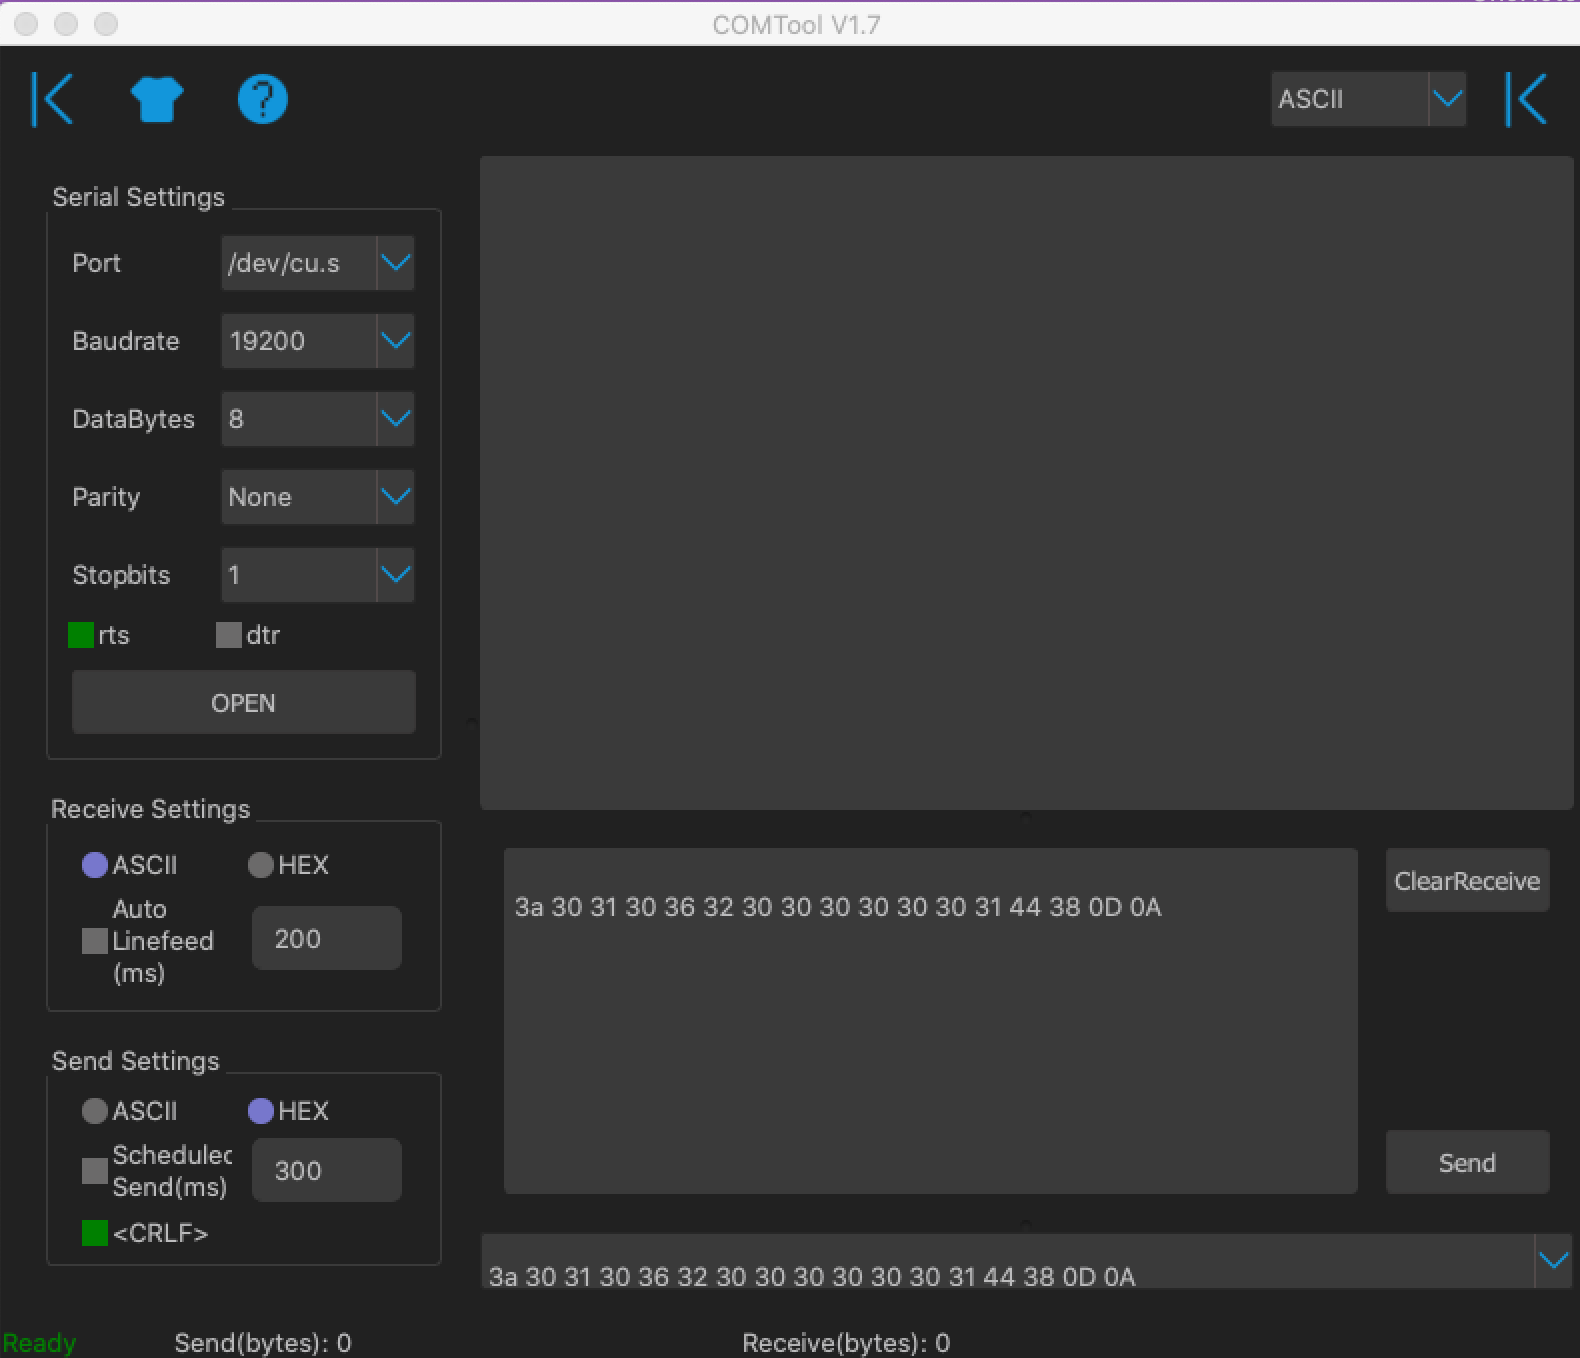 COMTool V1.7
ASCII
Serial Settings
Port /dev/cu.s
Baudrate 19200
DataBytes 8
Parity None
Stopbits 1
rts dtr
OPEN
Receive Settings
ASCII HEX
Auto
Linefeed
(ms)
200
Send Settings
ASCII HEX
Scheduled
Send(ms)
300
<CRLF>
3a 30 31 30 36 32 30 30 30 30 30 30 31 44 38 0D 0A
ClearReceive
Send
3a 30 31 30 36 32 30 30 30 30 30 30 31 44 38 0D 0A
Ready Send(bytes): 0 Receive(bytes): 0